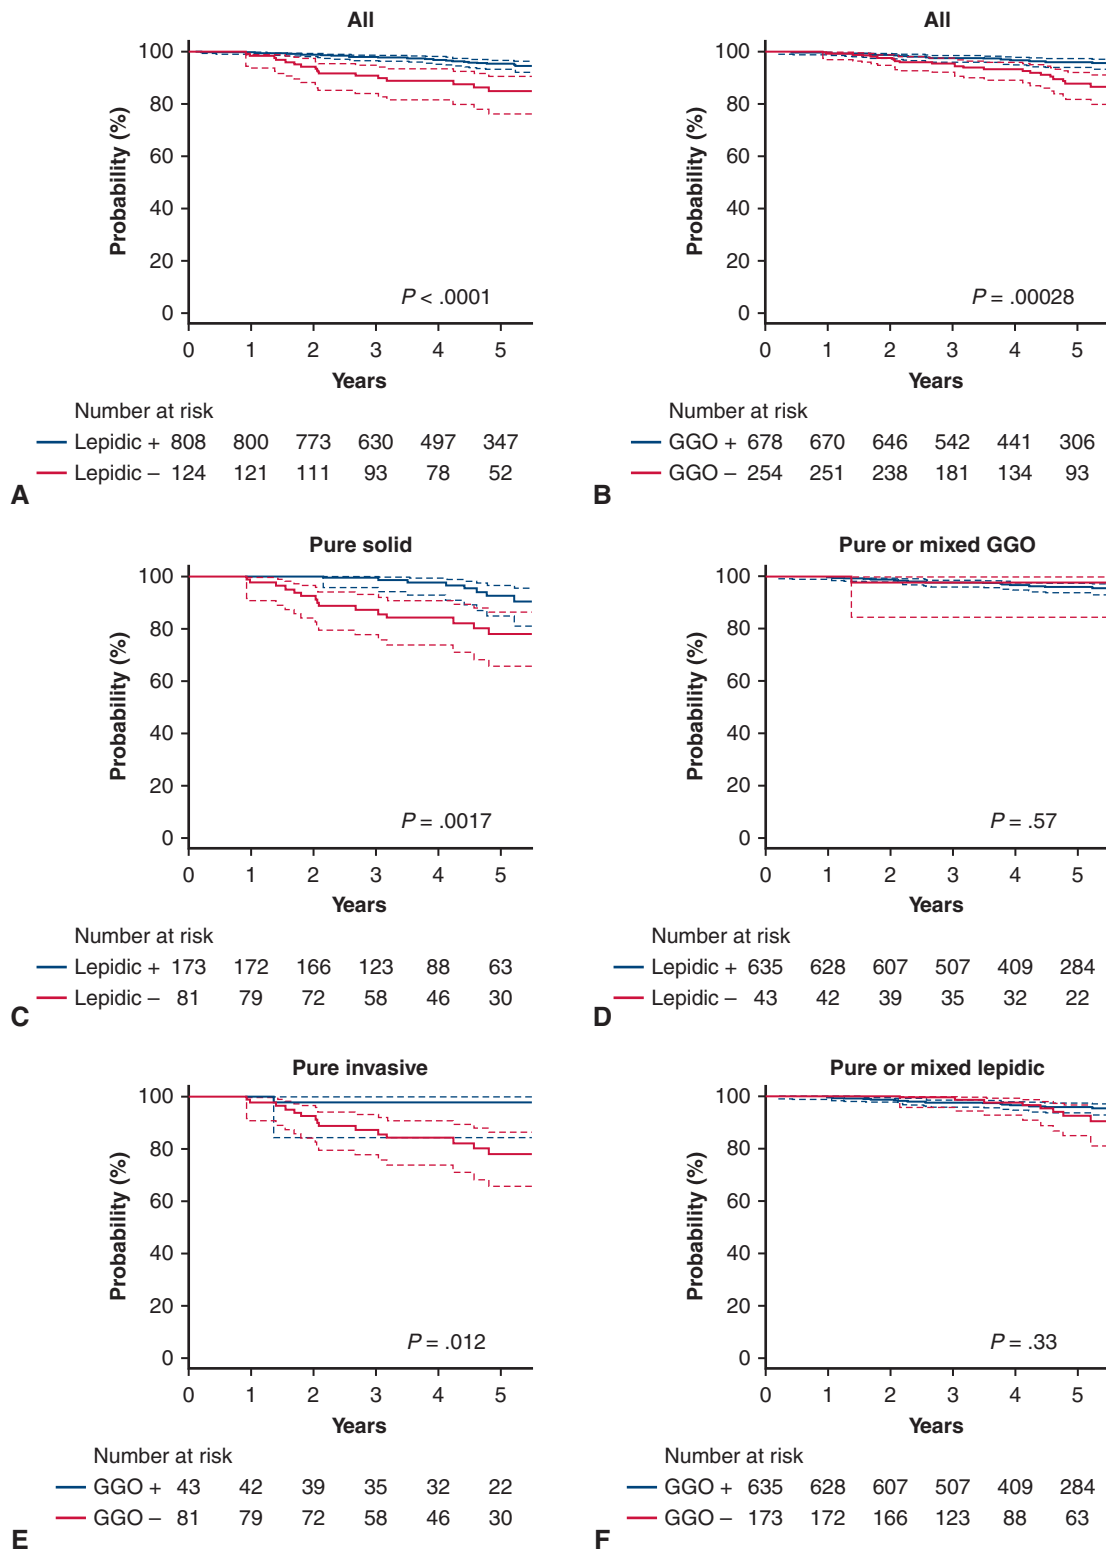 All
Probability (%)
100
80
60
40
20
0
P < .0001
0 1 2 3 4 5
Years
Number at risk
Lepidic + 808 800 773 630 497 347
Lepidic – 124 121 111 93 78 52
A
All
Probability (%)
100
80
60
40
20
0
P = .00028
0 1 2 3 4 5
Years
Number at risk
GGO + 678 670 646 542 441 306
GGO – 254 251 238 181 134 93
B
Pure solid
Probability (%)
100
80
60
40
20
0
P = .0017
0 1 2 3 4 5
Years
Number at risk
Lepidic + 173 172 166 123 88 63
Lepidic – 81 79 72 58 46 30
C
Pure or mixed GGO
Probability (%)
100
80
60
40
20
0
P = .57
0 1 2 3 4 5
Years
Number at risk
Lepidic + 635 628 607 507 409 284
Lepidic – 43 42 39 35 32 22
D
Pure invasive
Probability (%)
100
80
60
40
20
0
P = .012
0 1 2 3 4 5
Years
Number at risk
GGO + 43 42 39 35 32 22
GGO – 81 79 72 58 46 30
E
Pure or mixed lepidic
Probability (%)
100
80
60
40
20
0
P = .33
0 1 2 3 4 5
Years
Number at risk
GGO + 635 628 607 507 409 284
GGO – 173 172 166 123 88 63
F